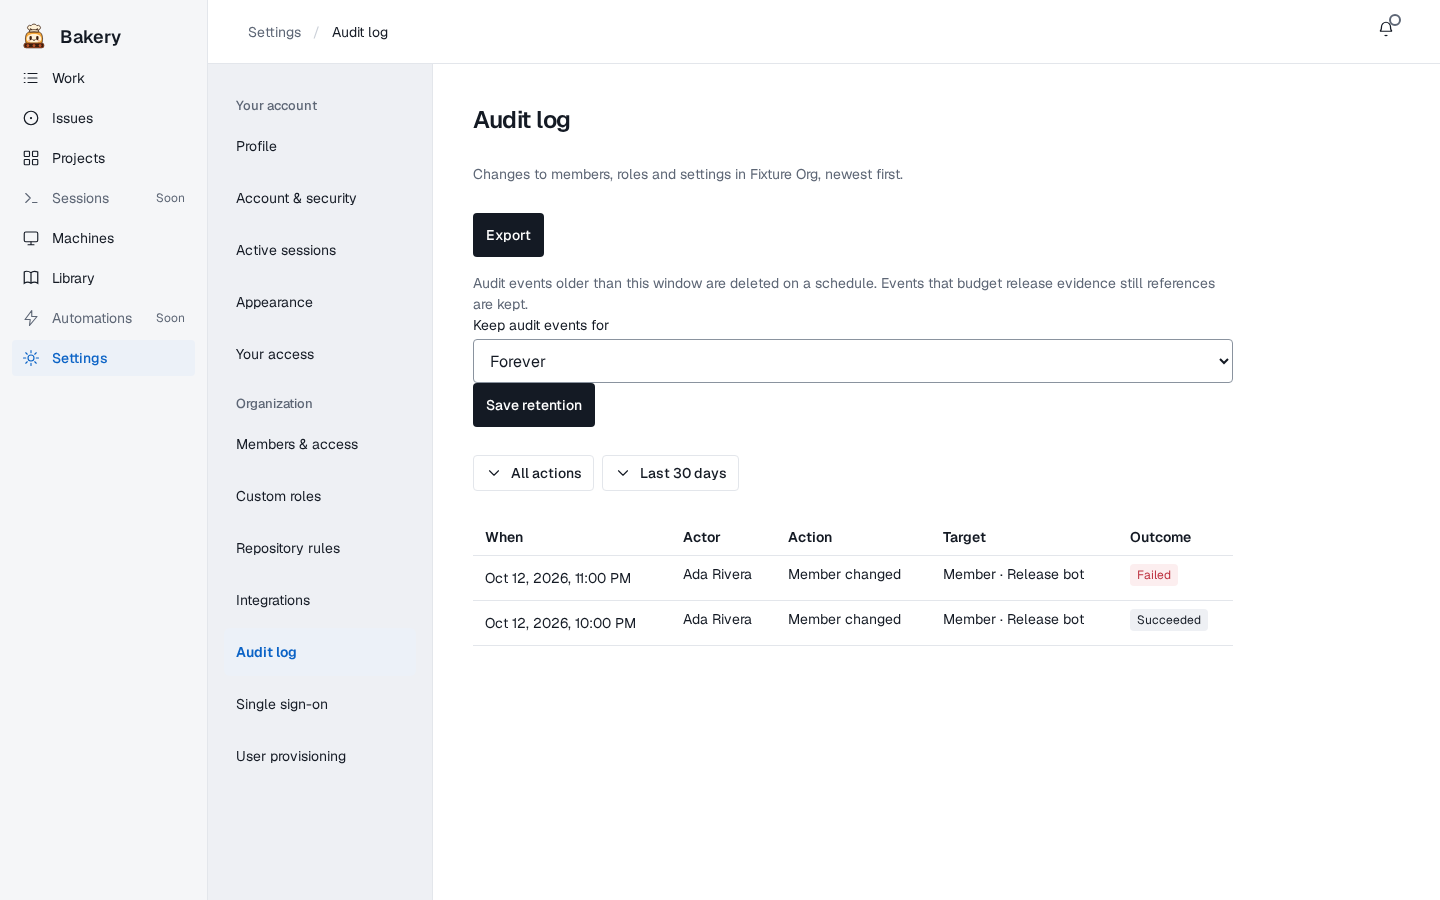 Bakery
Work
Issues
Projects
Sessions Soon
Machines
Library
Automations Soon
Settings
Settings / Audit log
Your account
Profile
Account & security
Active sessions
Appearance
Your access
Organization
Members & access
Custom roles
Repository rules
Integrations
Audit log
Single sign-on
User provisioning
Audit log
Changes to members, roles and settings in Fixture Org, newest first.
Export
Audit events older than this window are deleted on a schedule. Events that budget release evidence still references
are kept.
Keep audit events for
Forever
Save retention
All actions Last 30 days
When Actor Action Target Outcome
Oct 12, 2026, 11:00 PM Ada Rivera Member changed Member · Release bot Failed
Oct 12, 2026, 10:00 PM Ada Rivera Member changed Member · Release bot Succeeded